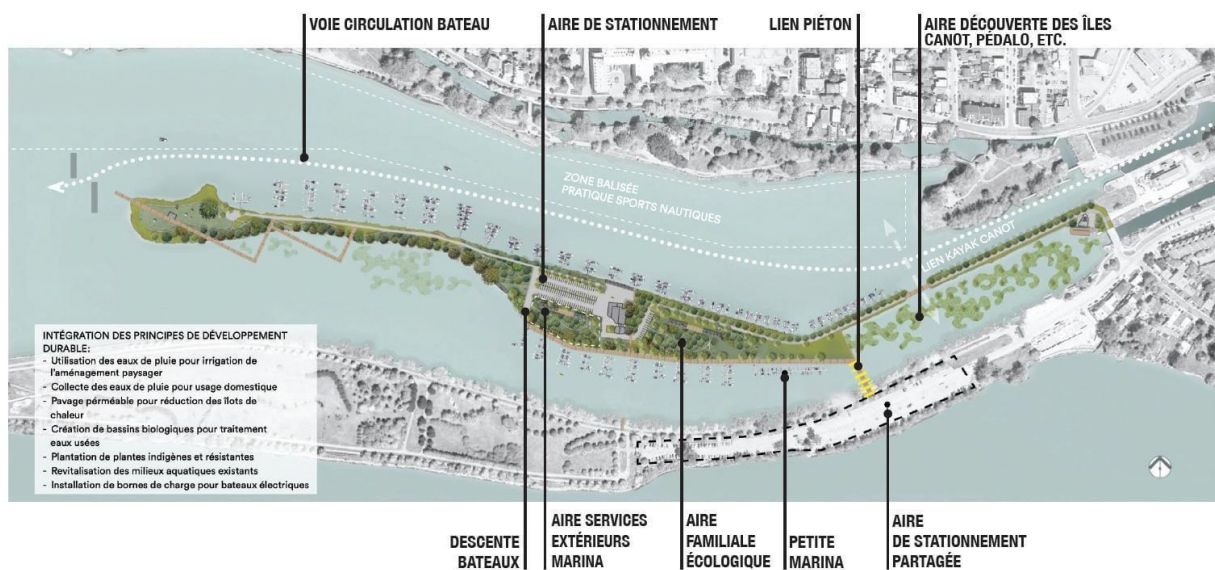 VOIE CIRCULATION BATEAU
AIRE DE STATIONNEMENT
LIEN PIÉTON
AIRE DÉCOUVERTE DES ÎLES
CANOT, PÉDALO, ETC.
ZONE BALISÉE
PRATIQUE SPORTS NAUTIQUES
LIEN KAYAK CANOT
INTÉGRATION DES PRINCIPES DE DÉVELOPPEMENT
DURABLE:
- Utilisation des eaux de pluie pour irrigation de
l'aménagement paysager
- Collecte des eaux de pluie pour usage domestique
- Pavage pérméable pour réduction des îlots de
chaleur
- Création de bassins biologiques pour traitement
eaux usées
- Plantation de plantes indigènes et résistantes
- Revitalisation des milieux aquatiques existants
- Installation de bornes de charge pour bateaux électriques
DESCENTE
BATEAUX
AIRE SERVICES
EXTÉRIEURS
MARINA
AIRE
FAMILIALE
ÉCOLOGIQUE
PETITE
MARINA
AIRE
DE STATIONNEMENT
PARTAGÉE